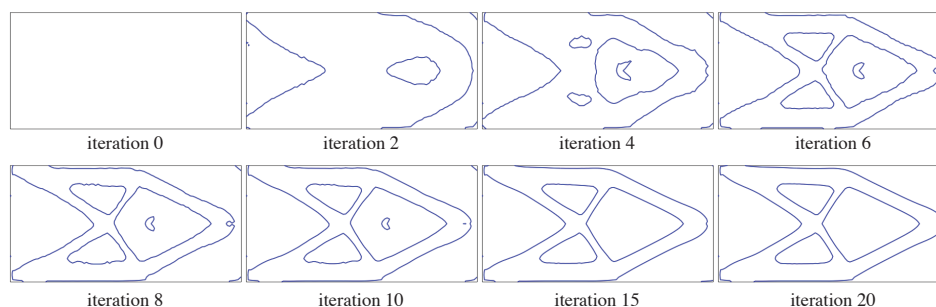 iteration 0
iteration 2
iteration 4
iteration 6
iteration 8
iteration 10
iteration 15
iteration 20